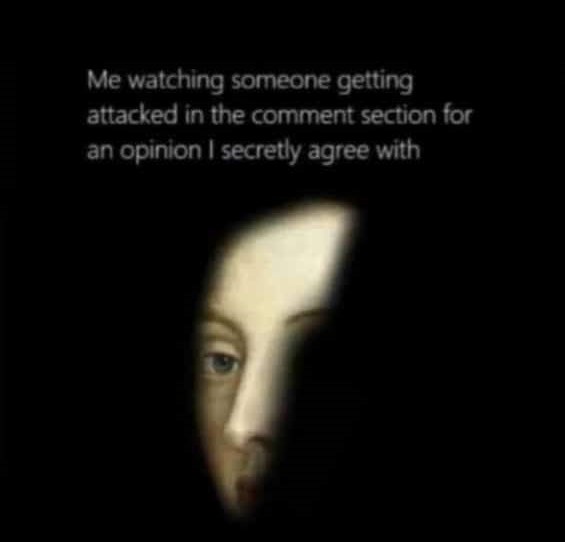 Me watching someone getting
attacked in the comment section for
an opinion I secretly agree with